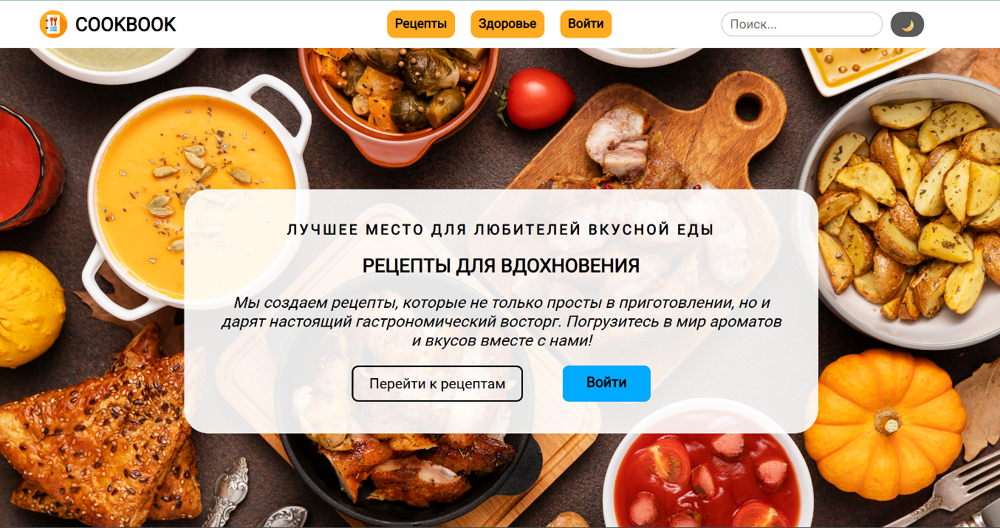 COOKBOOK
Рецепты
Здоровье
Войти
Поиск...
ЛУЧШЕЕ МЕСТО ДЛЯ ЛЮБИТЕЛЕЙ ВКУСНОЙ ЕДЫ
РЕЦЕПТЫ ДЛЯ ВДОХНОВЕНИЯ
Мы создаем рецепты, которые не только просты в приготовлении, но и
дарят настоящий гастрономический восторг. Погрузитесь в мир ароматов
и вкусов вместе с нами!
Перейти к рецептам
Войти